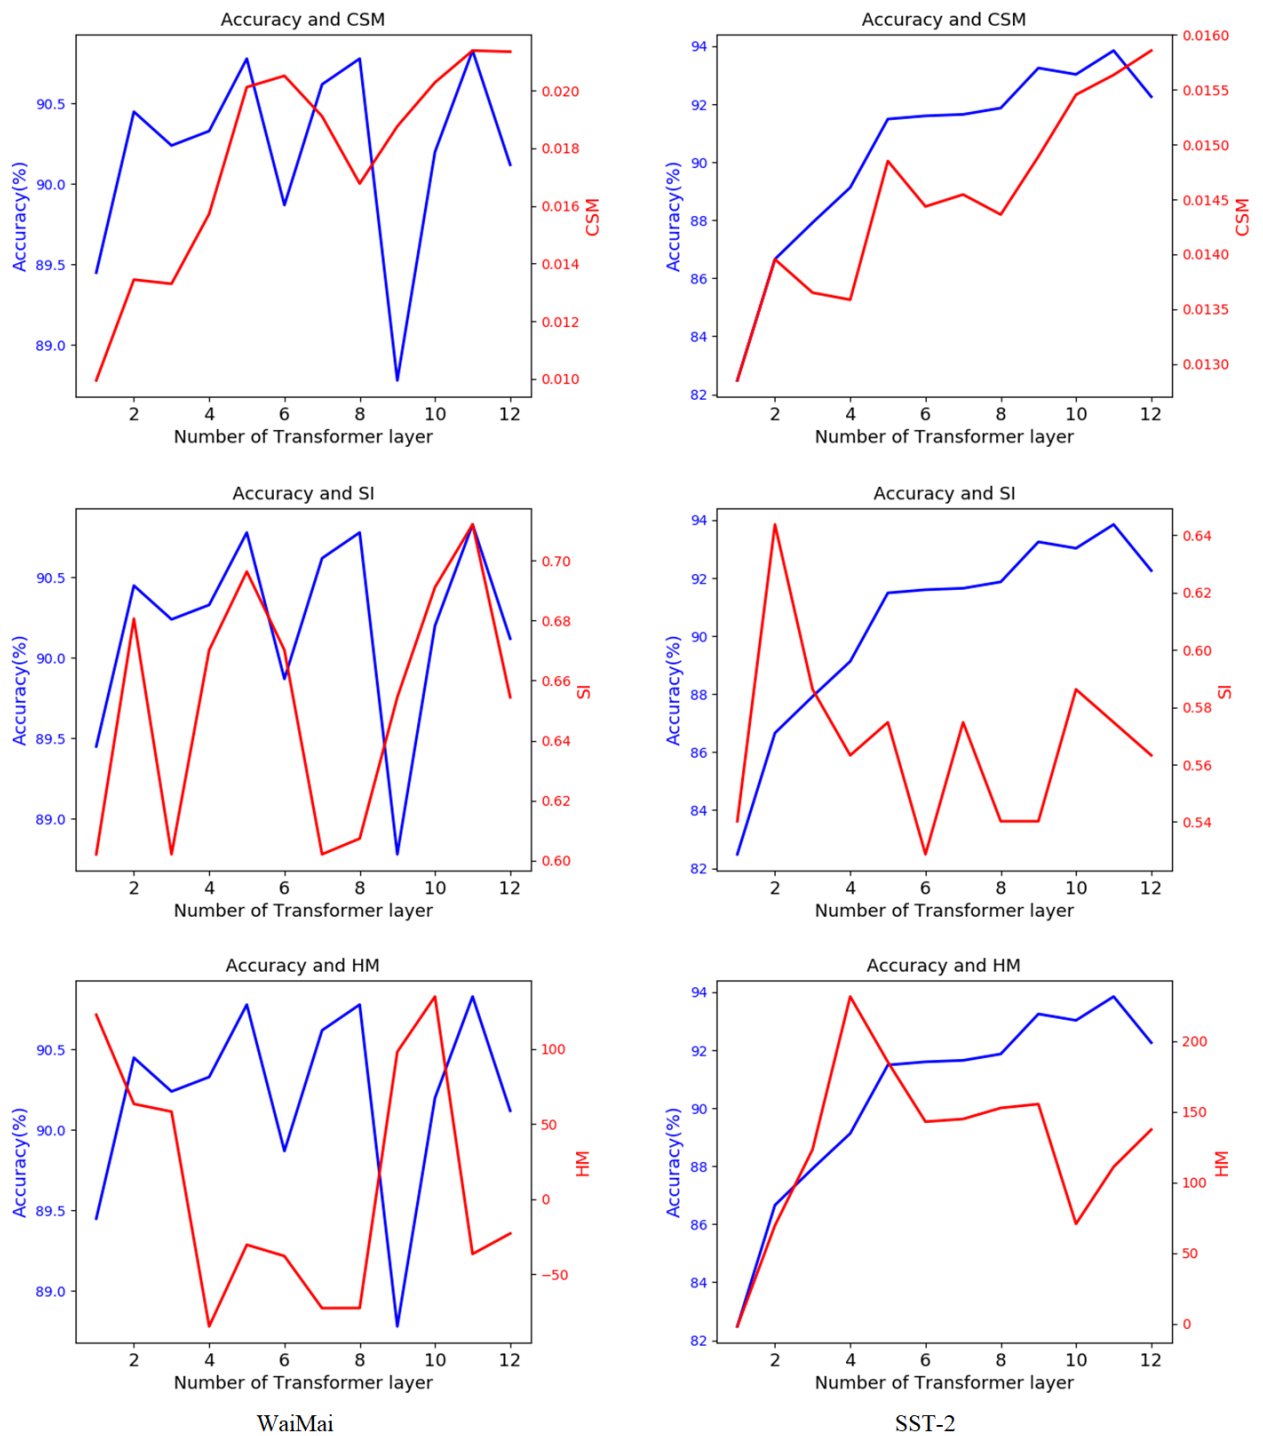 Accuracy and CSM
Accuracy(%)
90.5
90.0
89.5
89.0
0.020
0.018
0.016
0.014
0.012
0.010
CSM
2 4 6 8 10 12
Number of Transformer layer
Accuracy and CSM
Accuracy(%)
94
92
90
88
86
84
82
0.0160
0.0155
0.0150
0.0145
0.0140
0.0135
0.0130
CSM
2 4 6 8 10 12
Number of Transformer layer
Accuracy and SI
Accuracy(%)
90.5
90.0
89.5
89.0
0.70
0.68
0.66
0.64
0.62
0.60
SI
2 4 6 8 10 12
Number of Transformer layer
Accuracy and SI
Accuracy(%)
94
92
90
88
86
84
82
0.64
0.62
0.60
0.58
0.56
0.54
SI
2 4 6 8 10 12
Number of Transformer layer
Accuracy and HM
Accuracy(%)
90.5
90.0
89.5
89.0
100
50
0
−50
HM
2 4 6 8 10 12
Number of Transformer layer
Accuracy and HM
Accuracy(%)
94
92
90
88
86
84
82
200
150
100
50
0
HM
2 4 6 8 10 12
Number of Transformer layer
WaiMai
SST-2